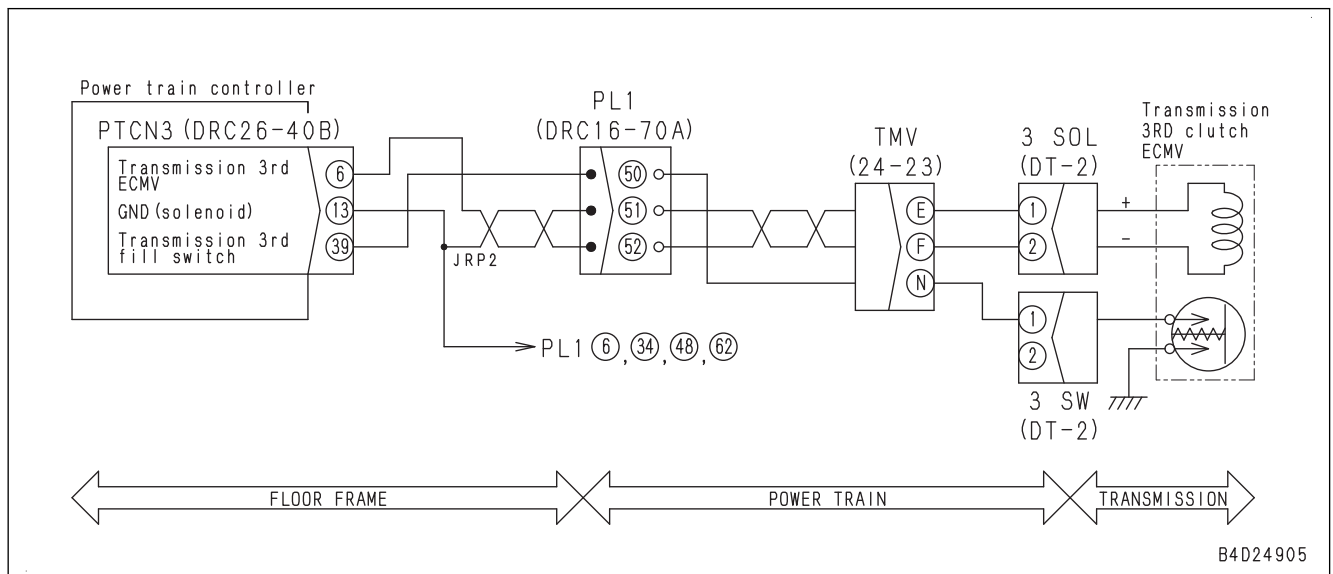 Power train controller
PTCN3 (DRC26-40B)
Transmission 3rd
ECMV
6
GND (solenoid)
13
Transmission 3rd
fill switch
39
JRP2
PL1 6, 34, 48, 62
PL1
(DRC16-70A)
50
51
52
TMV
(24-23)
E
F
N
3 SOL
(DT-2)
1
2
+
-
1
2
3 SW
(DT-2)
Transmission
3RD clutch
ECMV
FLOOR FRAME
POWER TRAIN
TRANSMISSION
B4D24905